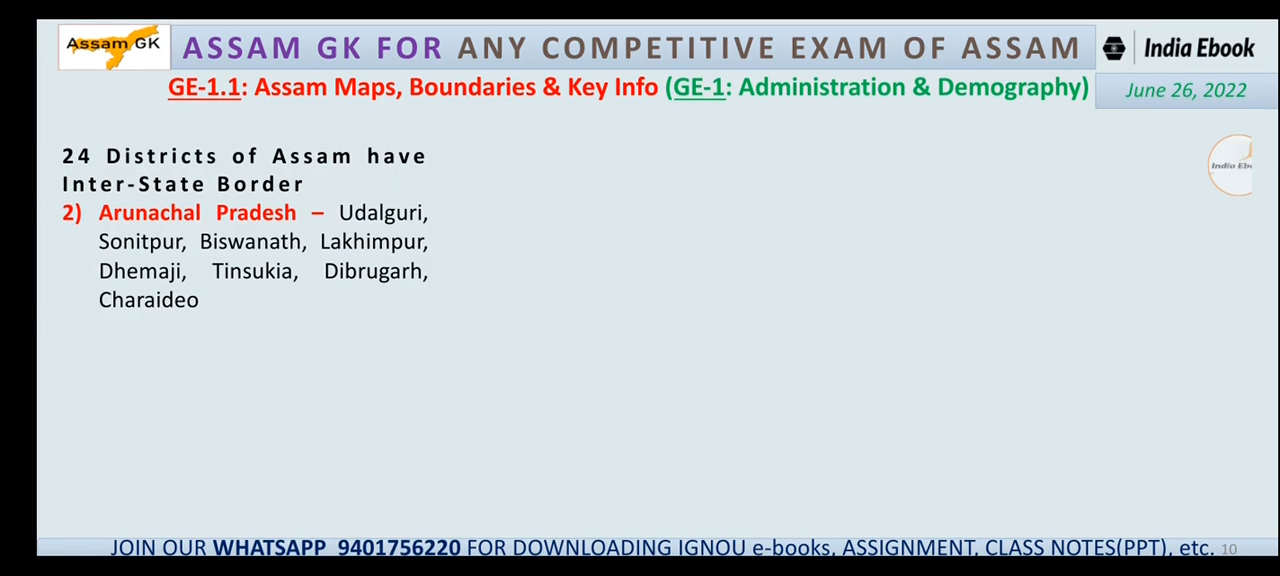 Assam GK
ASSAM GK FOR ANY COMPETITIVE EXAM OF ASSAM
India Ebook
GE-1.1: Assam Maps, Boundaries & Key Info (GE-1: Administration & Demography)
June 26, 2022
24 Districts of Assam have
Inter-State Border
2) Arunachal Pradesh – Udalguri,
Sonitpur, Biswanath, Lakhimpur,
Dhemaji, Tinsukia, Dibrugarh,
Charaideo
India Eb
JOIN OUR WHATSAPP 9401756220 FOR DOWNLOADING IGNOU e-books, ASSIGNMENT, CLASS NOTES(PPT), etc. 10